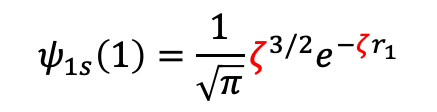 ψ₁ₛ(1) = 1/√π ζ^{3/2} e^{−ζr₁}